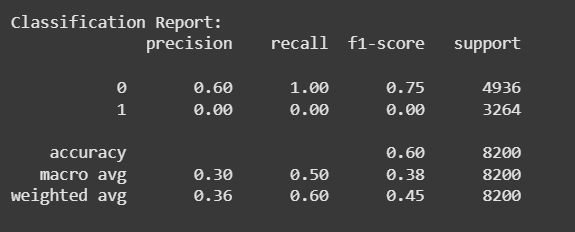 Classification Report:
precision recall f1-score support
0 0.60 1.00 0.75 4936
1 0.00 0.00 0.00 3264
accuracy 0.60 8200
macro avg 0.30 0.50 0.38 8200
weighted avg 0.36 0.60 0.45 8200